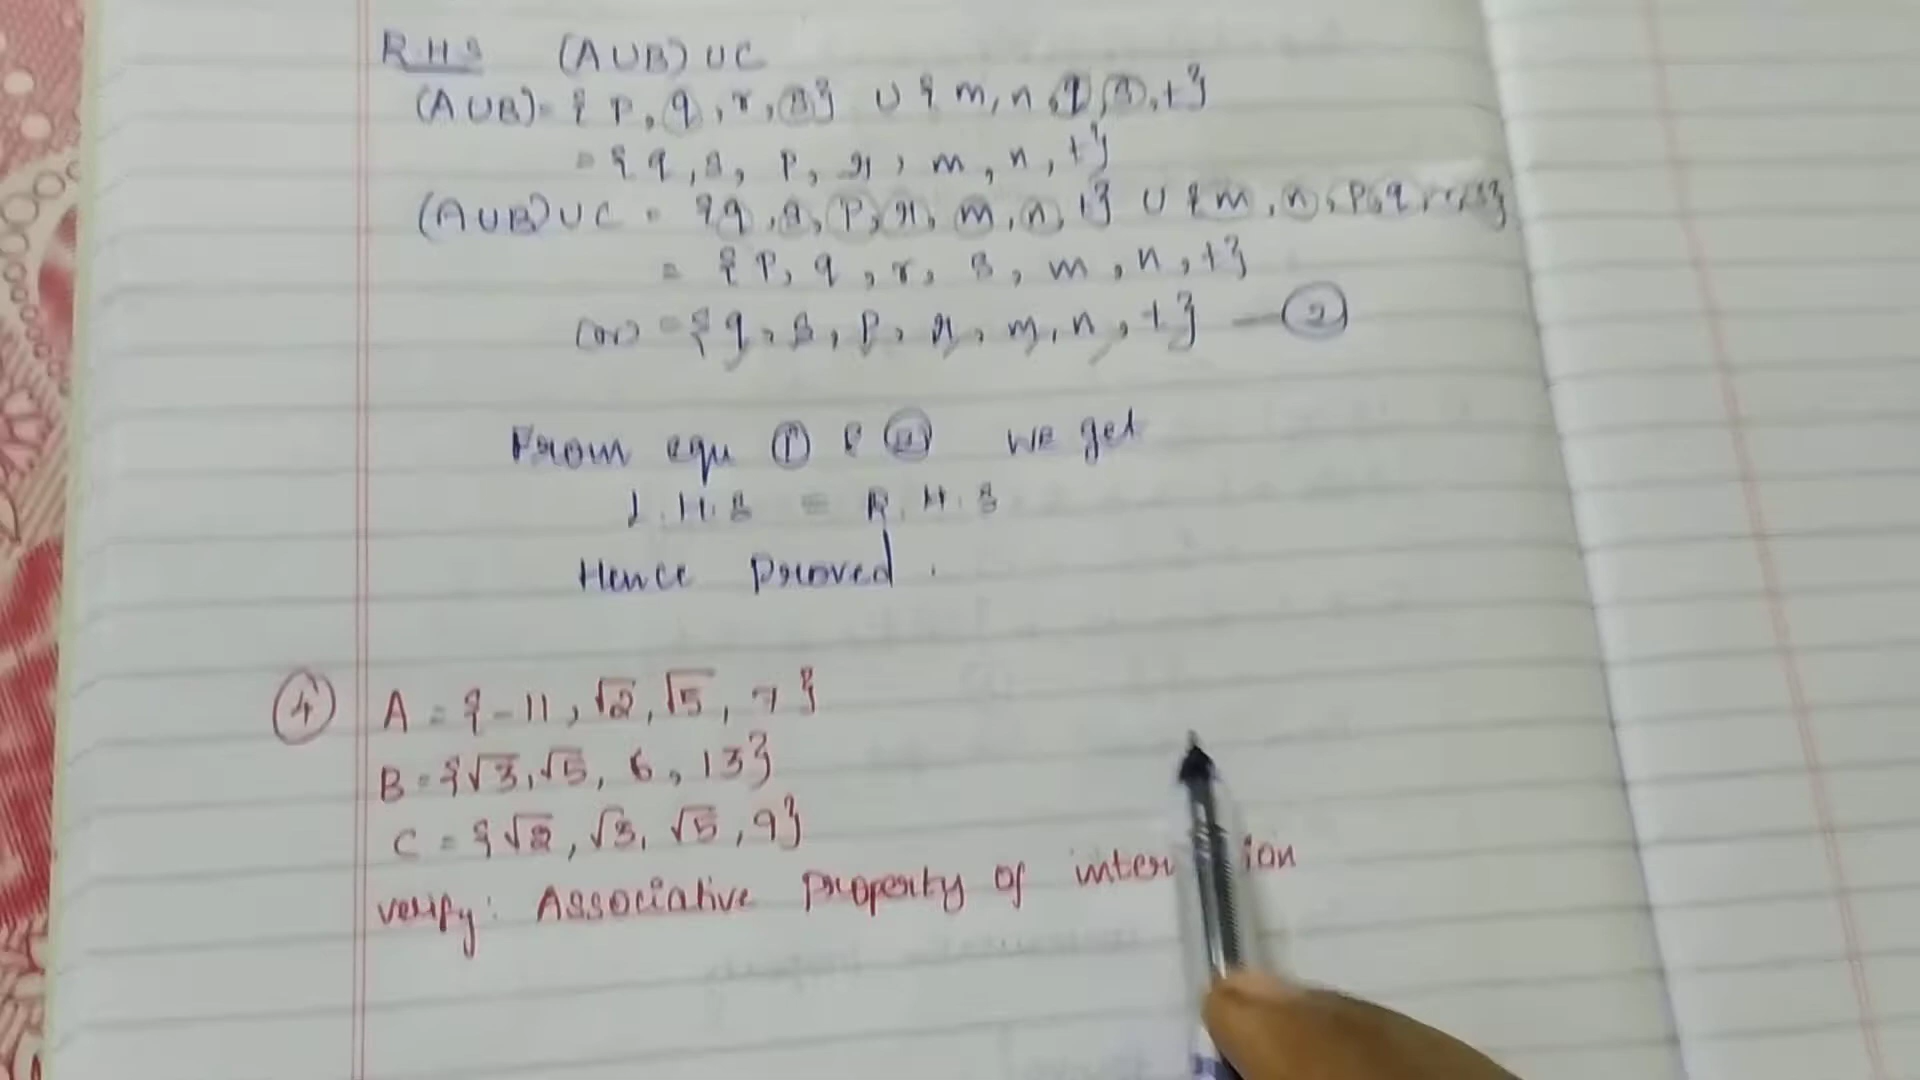 R.H.S (A∪B)∪C
(A∪B)= {p, q, r, s} ∪ {m, n, q, s, t}
= {q, s, p, r, m, n, t}
(A∪B)∪C = {q, s, p, r, m, n, t} ∪ {m, n, p, q, r, s}
= {p, q, r, s, m, n, t}
(or) = {q, s, p, r, m, n, t} — ②
From equ ① & ② we get
L.H.S = R.H.S
Hence proved.
④ A = {-11, √2, √5, 7}
B = {√3, √5, 6, 13}
C = {√2, √3, √5, 9}
verify: Associative property of